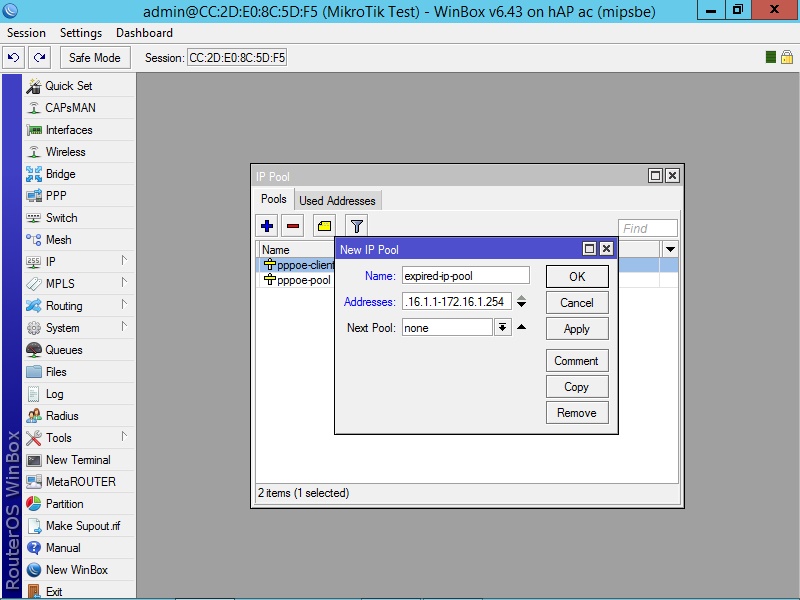 admin@CC:2D:E0:8C:5D:F5 (MikroTik Test) - WinBox v6.43 on hAP ac (mipsbe)
Session Settings Dashboard
Safe Mode Session: CC:2D:E0:8C:5D:F5
Quick Set
CAPsMAN
Interfaces
Wireless
Bridge
PPP
Switch
Mesh
IP
MPLS
Routing
System
Queues
Files
Log
Radius
Tools
New Terminal
MetaROUTER
Partition
Make Supout.rif
Manual
New WinBox
Exit
RouterOS WinBox
IP Pool
Pools Used Addresses
Find
Name
pppoe-client
pppoe-pool
2 items (1 selected)
New IP Pool
Name: expired-ip-pool
Addresses: .16.1.1-172.16.1.254
Next Pool: none
OK
Cancel
Apply
Comment
Copy
Remove